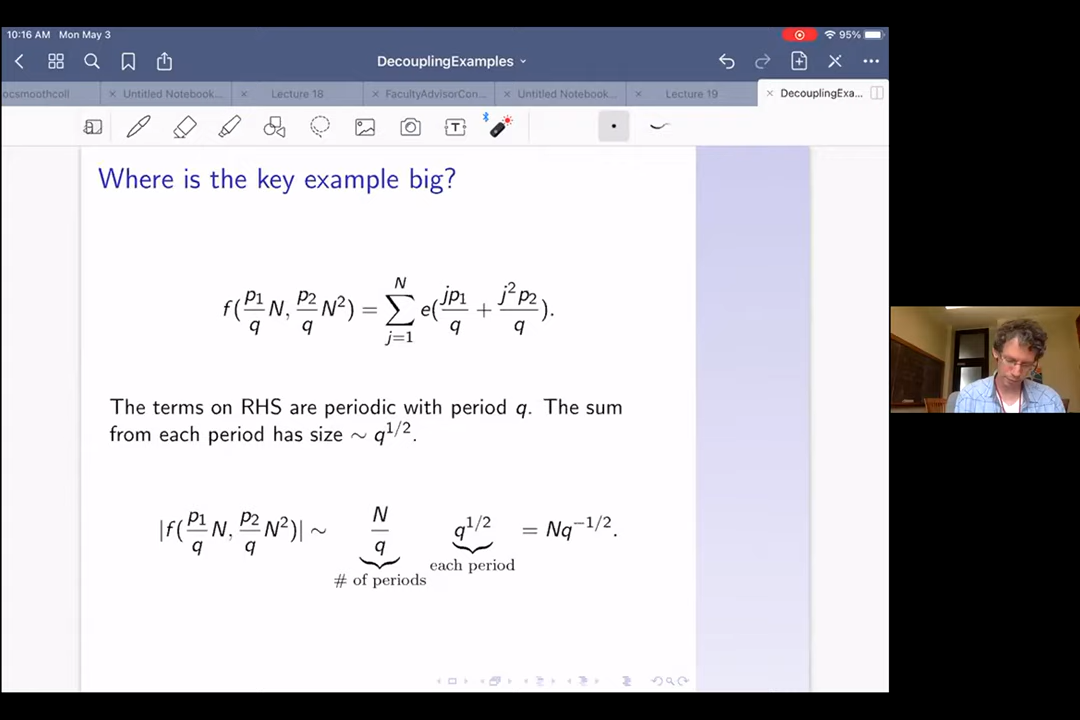 10:16 AM Mon May 3
95%
DecouplingExamples
ocsmoothcoll
Untitled Notebook...
Lecture 18
FacultyAdvisorCon...
Untitled Notebook...
Lecture 19
DecouplingExa...
Where is the key example big?
f(p₁/q N, p₂/q N²) = ∑_{j=1}^{N} e(jp₁/q + j²p₂/q).
The terms on RHS are periodic with period q. The sum
from each period has size ∼ q^{1/2}.
|f(p₁/q N, p₂/q N²)| ∼ N/q q^{1/2} = Nq^{−1/2}.
each period
# of periods